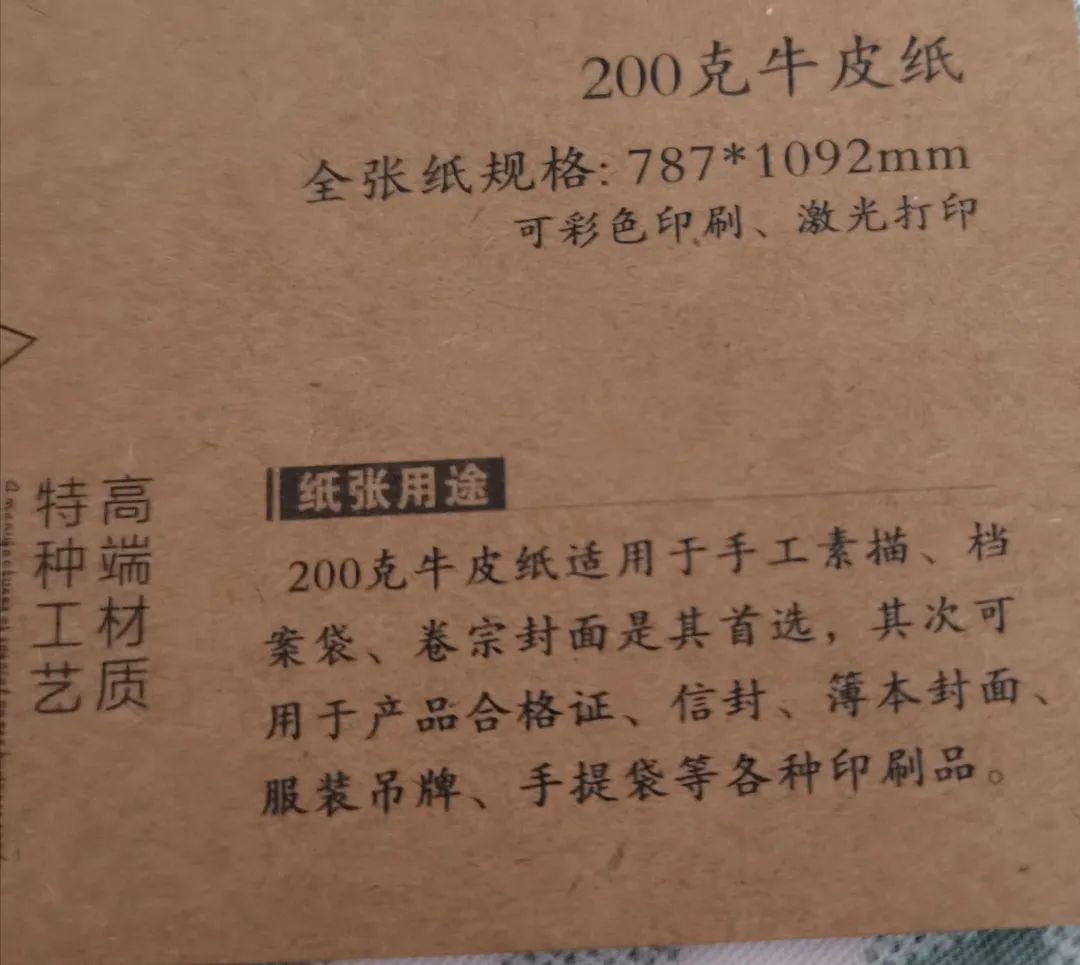 200克牛皮纸
全张纸规格: 787*1092mm
可彩色印刷、激光打印
高端材质
特种工艺
纸张用途
200克牛皮纸适用于手工素描、档
案袋、卷宗封面是其首选，其次可
用于产品合格证、信封、簿本封面、
服装吊牌、手提袋等各种印刷品。